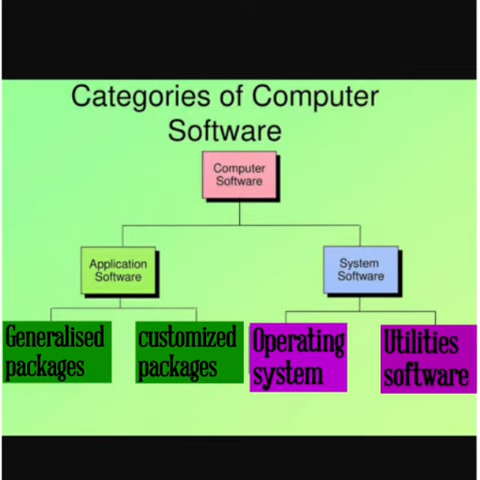 Categories of Computer
Software
Computer
Software
Application
Software
System
Software
Generalised
packages
customized
packages
Operating
system
Utilities
software